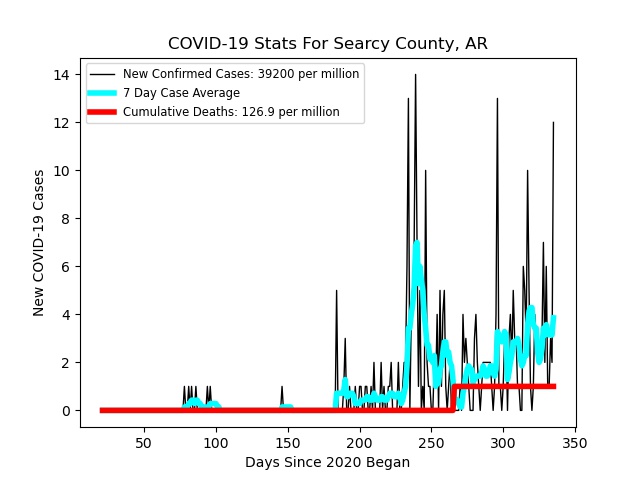 COVID-19 Stats For Searcy County, AR
New Confirmed Cases: 39200 per million
7 Day Case Average
Cumulative Deaths: 126.9 per million
New COVID-19 Cases
14
12
10
8
6
4
2
0
50 100 150 200 250 300 350
Days Since 2020 Began